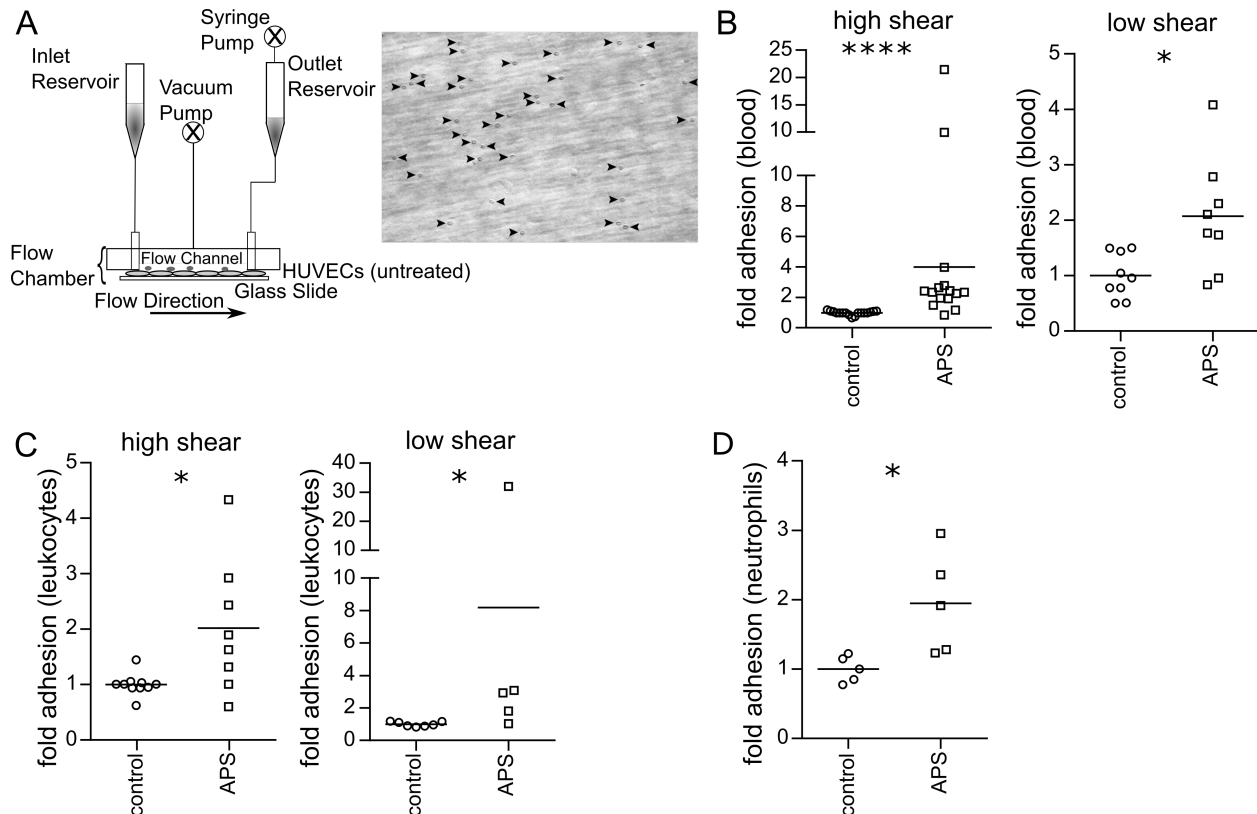 A
Syringe
Pump
Inlet
Reservoir
Vacuum
Pump
Outlet
Reservoir
Flow
Chamber
Flow Channel
HUVECs (untreated)
Glass Slide
Flow Direction
B
high shear
****
fold adhesion (blood)
25
20
15
10
10
8
6
4
2
0
control
APS
low shear
*
fold adhesion (blood)
5
4
3
2
1
0
control
APS
C
high shear
*
fold adhesion (leukocytes)
5
4
3
2
1
0
control
APS
low shear
*
fold adhesion (leukocytes)
40
30
20
10
10
8
6
4
2
0
control
APS
D
*
fold adhesion (neutrophils)
4
3
2
1
0
control
APS